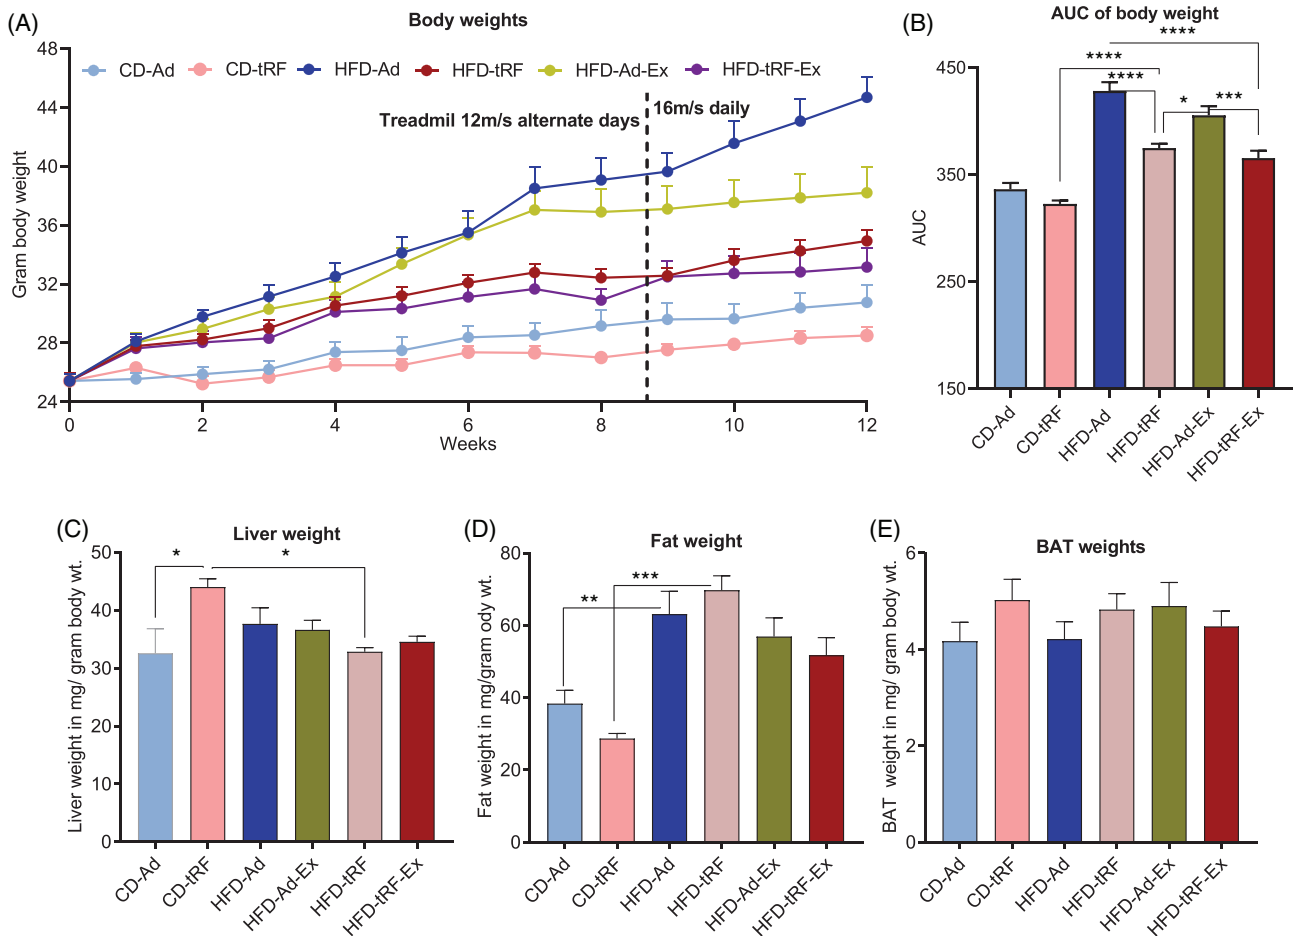 (A)
Body weights
CD-Ad CD-tRF HFD-Ad HFD-tRF HFD-Ad-Ex HFD-tRF-Ex
Treadmil 12m/s alternate days
16m/s daily
Gram body weight
48
44
40
36
32
28
24
0 2 4 6 8 10 12
Weeks
(B)
AUC of body weight
****
****
****
*
***
AUC
450
350
250
150
CD-Ad
CD-tRF
HFD-Ad
HFD-tRF
HFD-Ad-Ex
HFD-tRF-Ex
(C)
Liver weight
*
*
Liver weight in mg/ gram body wt.
50
40
30
20
10
0
CD-Ad
CD-tRF
HFD-Ad
HFD-Ad-Ex
HFD-tRF
HFD-tRF-Ex
(D)
Fat weight
**
***
Fat weight in mg/gram body wt.
80
60
40
20
0
CD-Ad
CD-tRF
HFD-Ad
HFD-tRF
HFD-Ad-Ex
HFD-tRF-Ex
(E)
BAT weights
BAT weight in mg/ gram body wt.
6
4
2
0
CD-Ad
CD-tRF
HFD-Ad
HFD-tRF
HFD-Ad-Ex
HFD-tRF-Ex